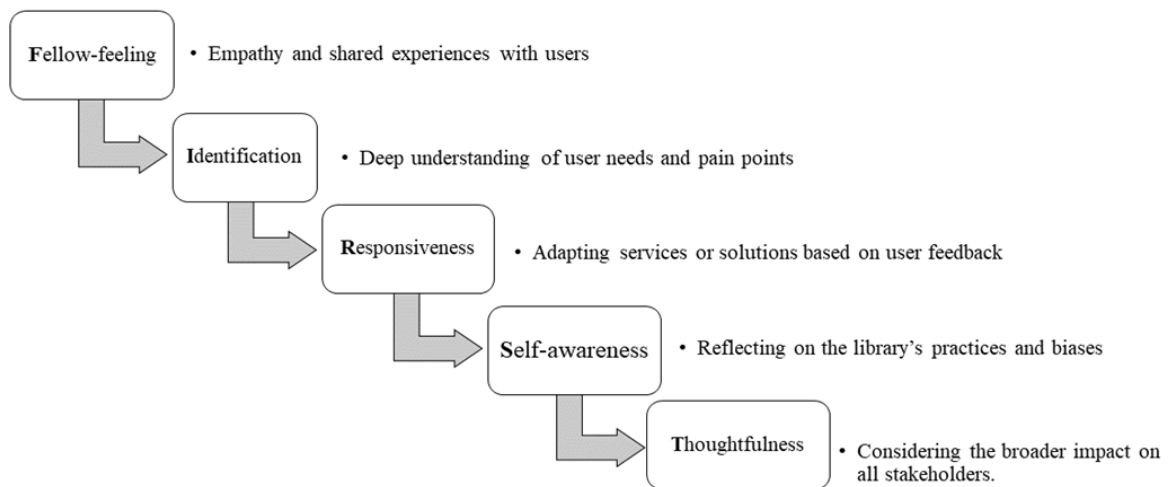 Fellow-feeling
• Empathy and shared experiences with users
Identification
• Deep understanding of user needs and pain points
Responsiveness
• Adapting services or solutions based on user feedback
Self-awareness
• Reflecting on the library's practices and biases
Thoughtfulness
• Considering the broader impact on
all stakeholders.